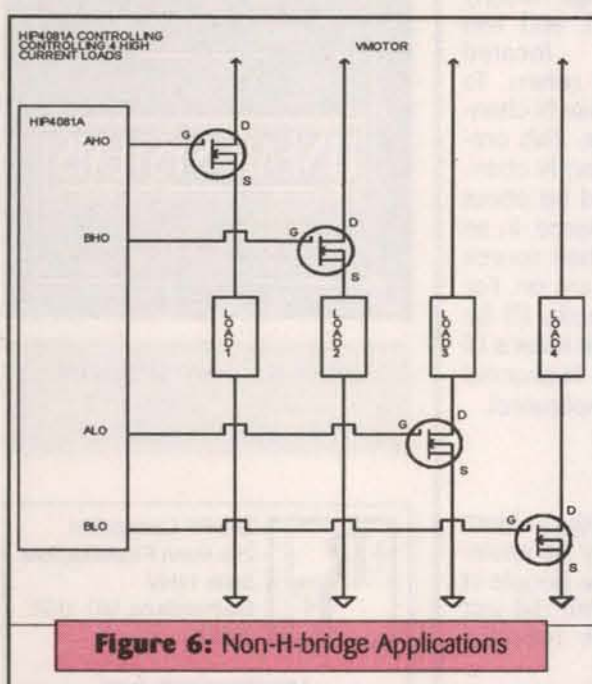 HIP4081A CONTROLLING
CONTROLLING 4 HIGH
CURRENT LOADS
VMOTOR
HIP4081A
AHO
G
D
S
BHO
G
D
S
LOAD1
LOAD2
LOAD3
LOAD4
ALO
G
D
S
BLO
G
D
S
Figure 6: Non-H-bridge Applications